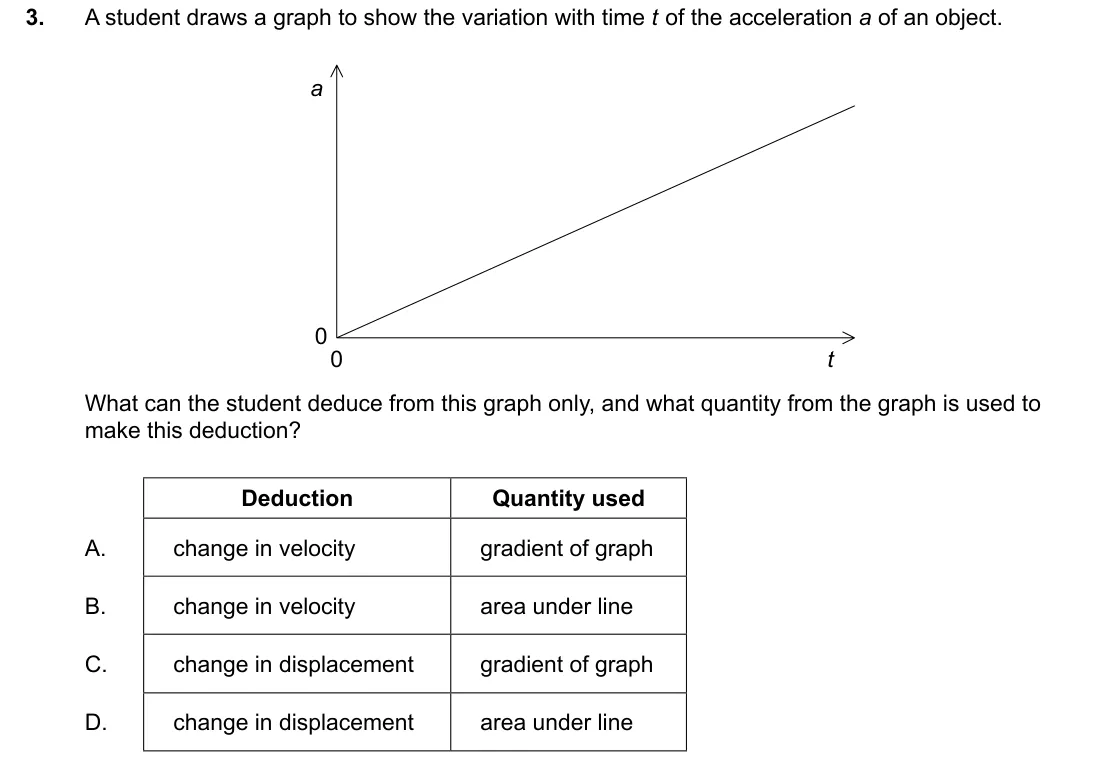 3. A student draws a graph to show the variation with time t of the acceleration a of an object.
a
0
0 t
What can the student deduce from this graph only, and what quantity from the graph is used to
make this deduction?
Deduction Quantity used
A. change in velocity gradient of graph
B. change in velocity area under line
C. change in displacement gradient of graph
D. change in displacement area under line